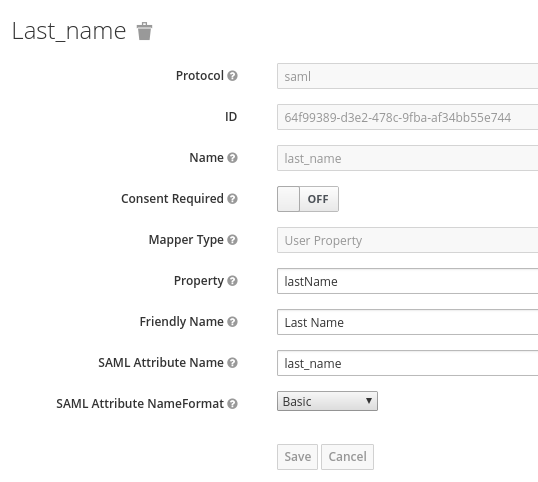 Last_name
Protocol saml
ID 64f99389-d3e2-478c-9fba-af34bb55e744
Name last_name
Consent Required OFF
Mapper Type User Property
Property lastName
Friendly Name Last Name
SAML Attribute Name last_name
SAML Attribute NameFormat Basic
Save Cancel